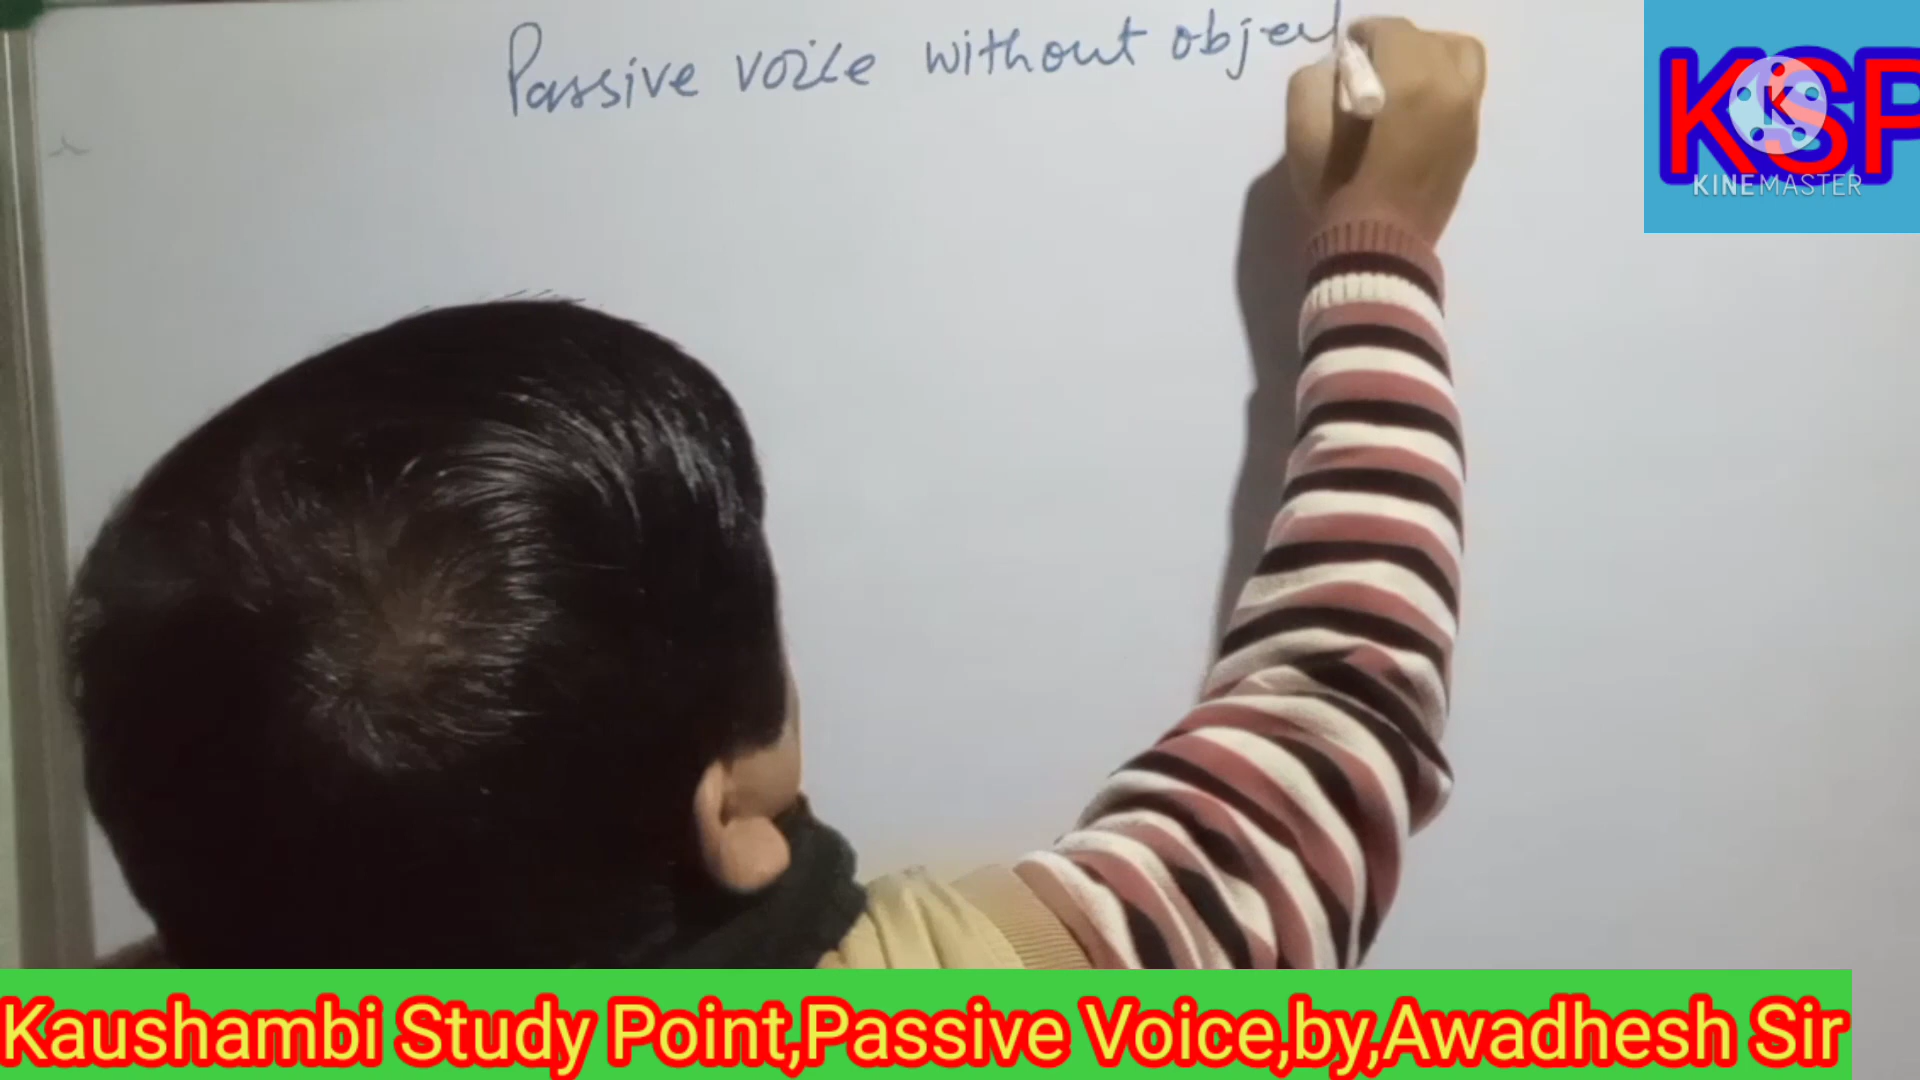 Passive voice without object
KSP
K
KINEMASTER
Kaushambi Study Point,Passive Voice,by,Awadhesh Sir